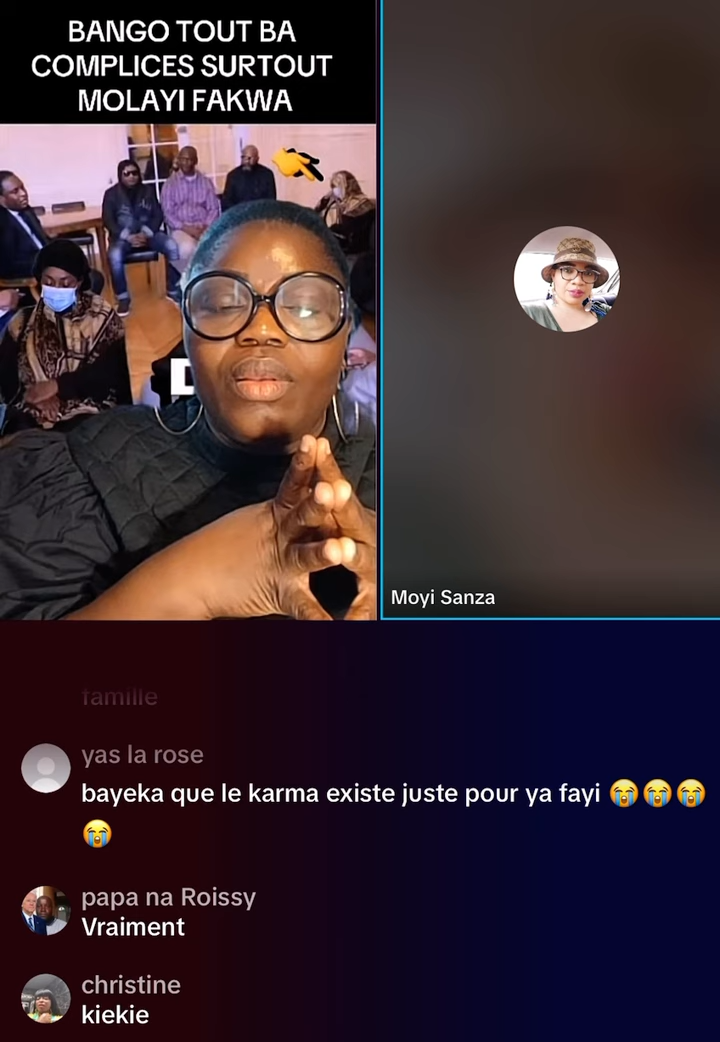 BANGO TOUT BA
COMPLICES SURTOUT
MOLAYI FAKWA
D
Moyi Sanza
famille
yas la rose
bayeka que le karma existe juste pour ya fayi 😭😭😭
😭
papa na Roissy
Vraiment
christine
kiekie